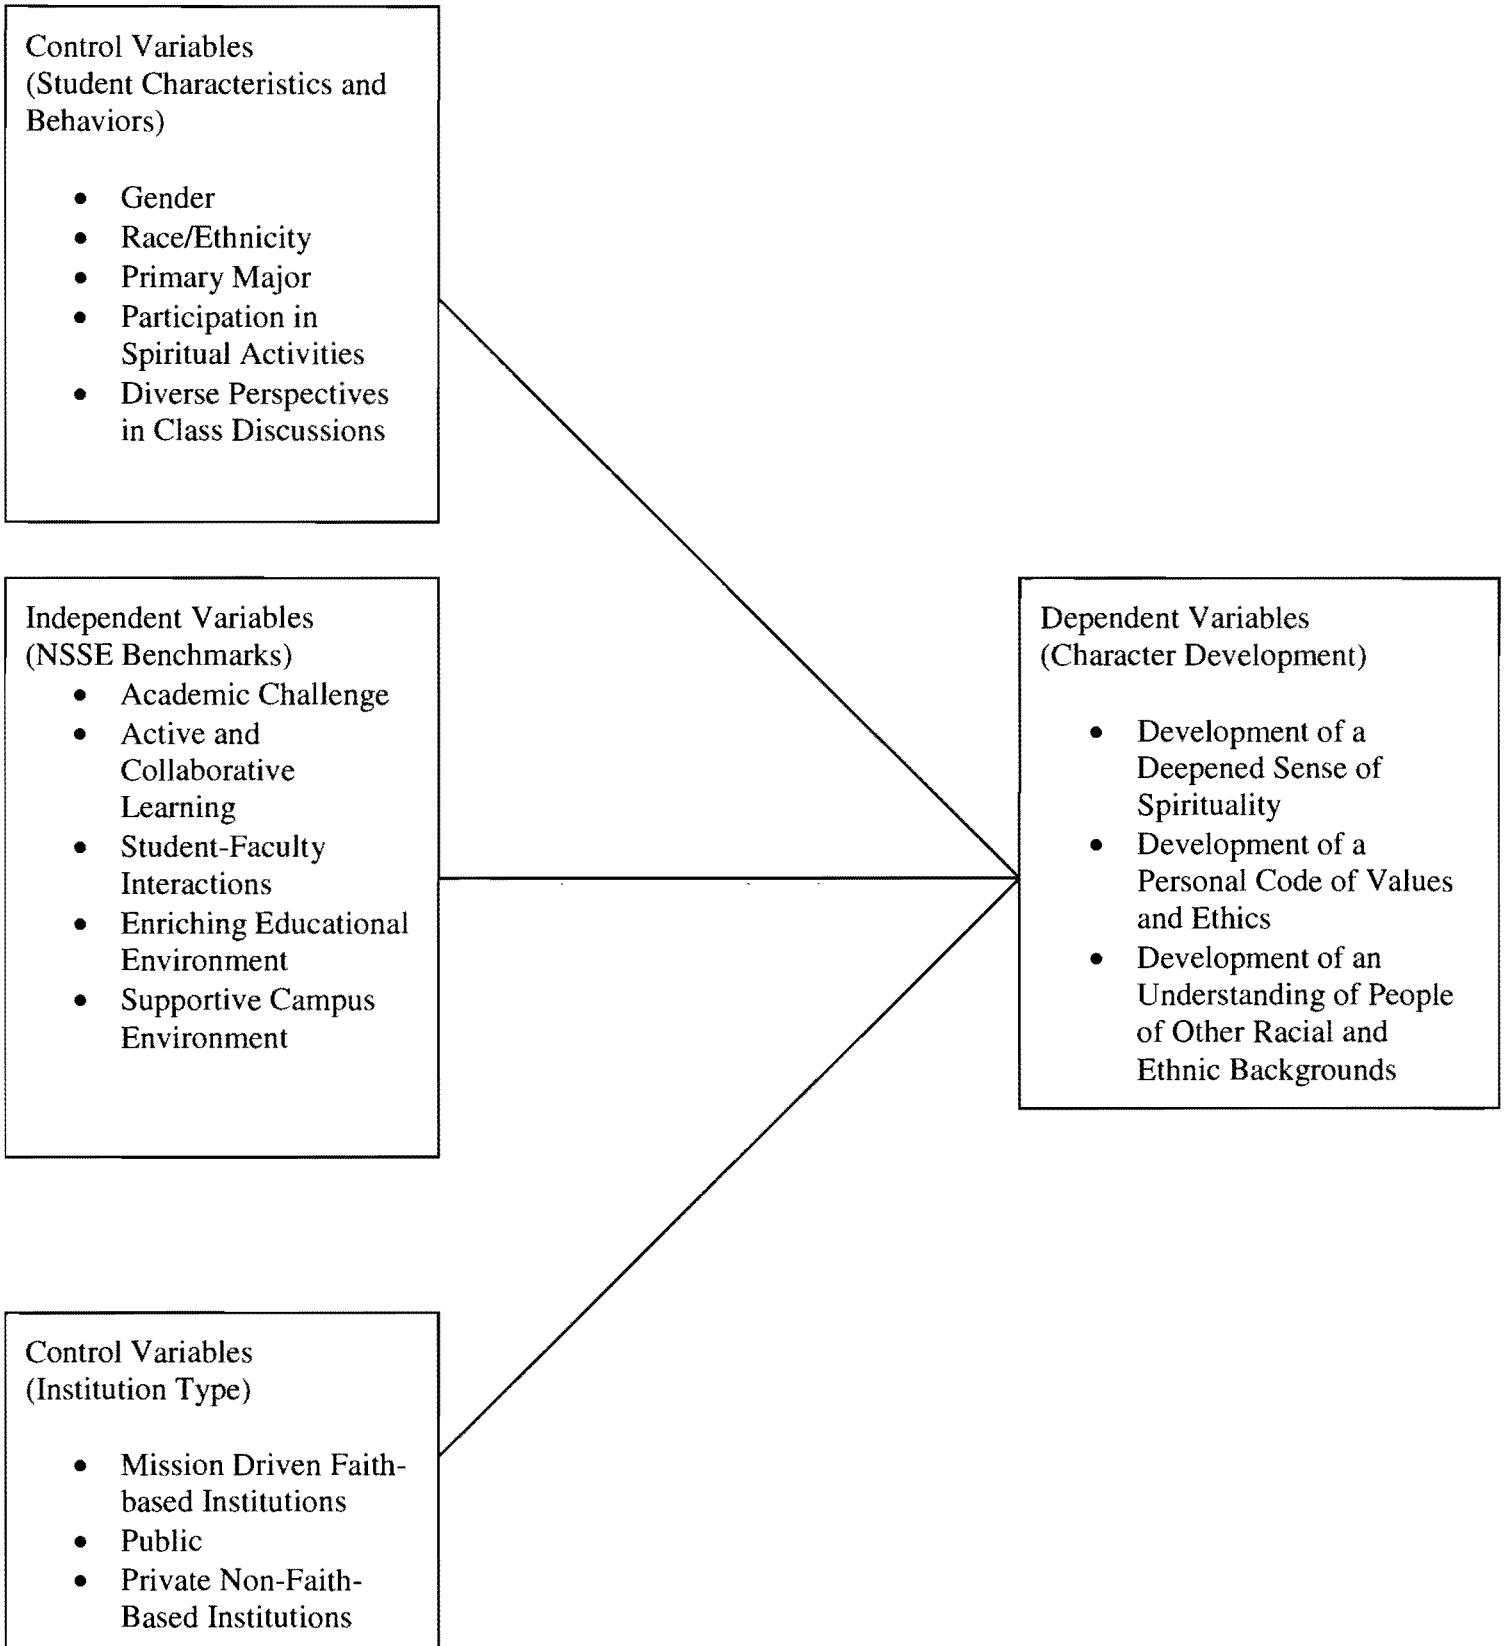 Control Variables
(Student Characteristics and
Behaviors)
• Gender
• Race/Ethnicity
• Primary Major
• Participation in
Spiritual Activities
• Diverse Perspectives
in Class Discussions
Independent Variables
(NSSE Benchmarks)
• Academic Challenge
• Active and
Collaborative
Learning
• Student-Faculty
Interactions
• Enriching Educational
Environment
• Supportive Campus
Environment
Dependent Variables
(Character Development)
• Development of a
Deepened Sense of
Spirituality
• Development of a
Personal Code of Values
and Ethics
• Development of an
Understanding of People
of Other Racial and
Ethnic Backgrounds
Control Variables
(Institution Type)
• Mission Driven Faith-
based Institutions
• Public
• Private Non-Faith-
Based Institutions